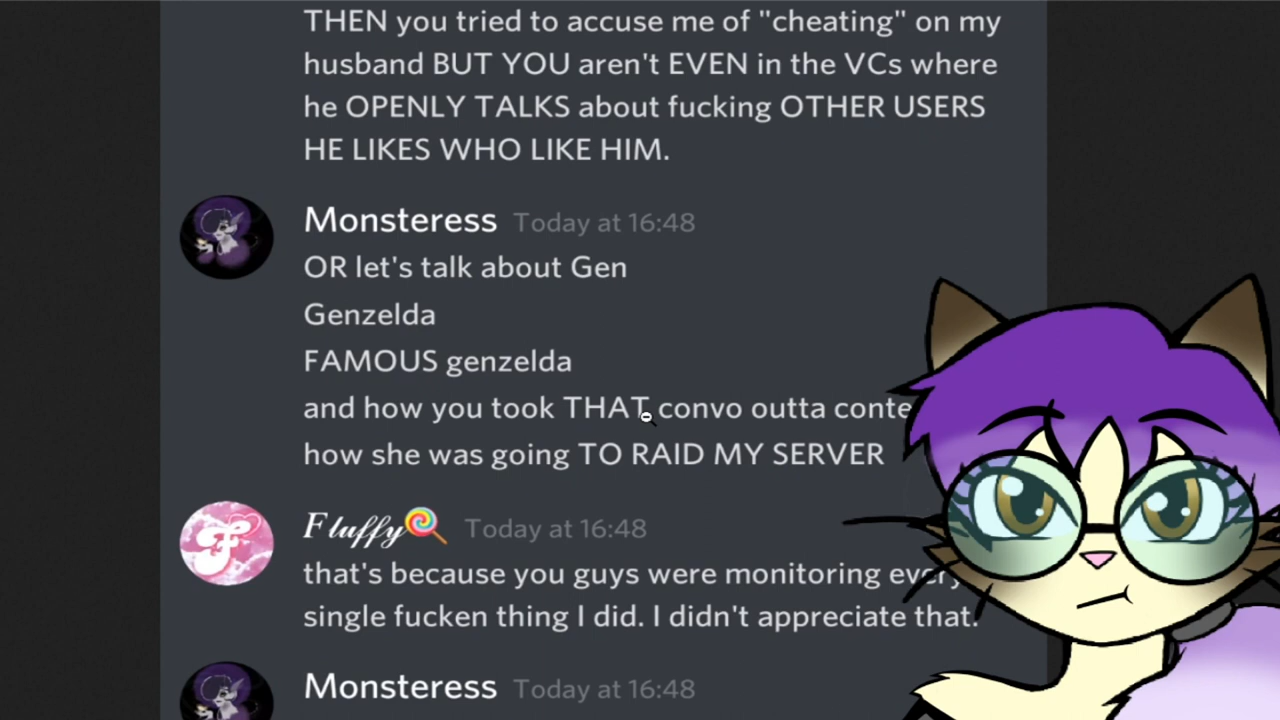 THEN you tried to accuse me of "cheating" on my
husband BUT YOU aren't EVEN in the VCs where
he OPENLY TALKS about fucking OTHER USERS
HE LIKES WHO LIKE HIM.
Monsteress Today at 16:48
OR let's talk about Gen
Genzelda
FAMOUS genzelda
and how you took THAT convo outta
how she was going TO RAID MY SERVER
Fluffy🍭 Today at 16:48
that's because you guys were monitoring
single fucken thing I did. I didn't appreciate that.
Monsteress Today at 16:48